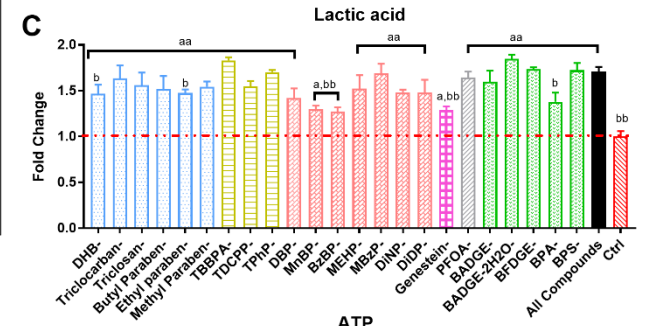 Lactic acid
C
Fold Change
2.0
1.5
1.0
0.5
0.0
aa
aa
aa
b
b
a,bb
a,bb
b
bb
DHB-
Triclocarban-
Triclosan-
Butyl Paraben-
Ethyl paraben-
Methyl Paraben-
TBBPA-
TDCPP-
TPhP-
DBP-
MnBP-
BzBP-
MEHP-
MBzP-
DiNP-
DiDP-
Genestein-
PFOA-
BADGE-
BADGE-2H2O-
BFDGE-
BPA-
BPS-
All Compounds
Ctrl
ATP